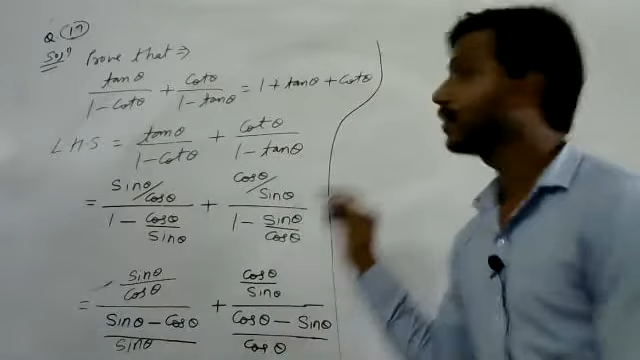 Q. 17
Solⁿ Prove that ⇒
tanθ/(1 - cotθ) + cotθ/(1 - tanθ) = 1 + tanθ + cotθ
LHS = tanθ/(1 - cotθ) + cotθ/(1 - tanθ)
= (sinθ/cosθ)/(1 - cosθ/sinθ) + (cosθ/sinθ)/(1 - sinθ/cosθ)
= (sinθ/cosθ)/((sinθ - cosθ)/sinθ) + (cosθ/sinθ)/((cosθ - sinθ)/cosθ)